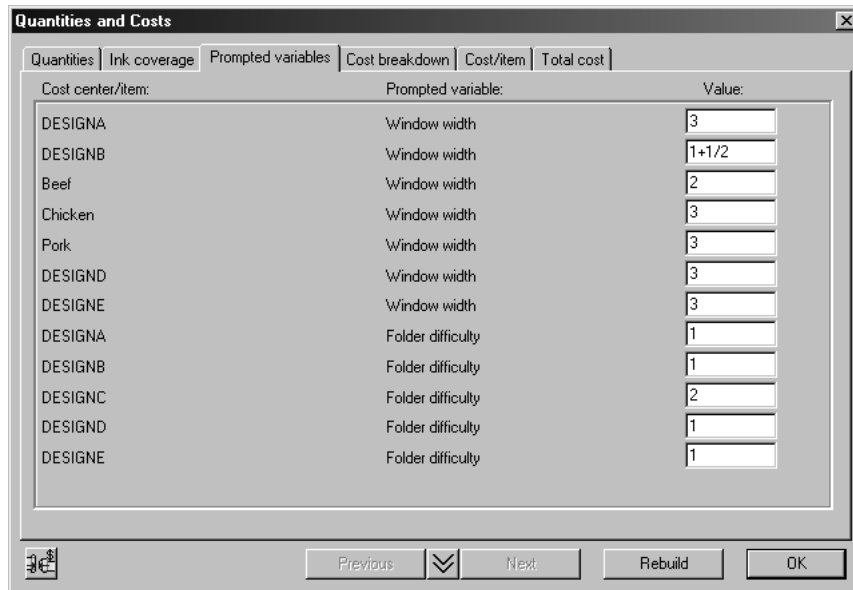 Quantities and Costs
Quantities Ink coverage Prompted variables Cost breakdown Cost/item Total cost
Cost center/item: Prompted variable: Value:
DESIGNA Window width 3
DESIGNB Window width 1+1/2
Beef Window width 2
Chicken Window width 3
Pork Window width 3
DESIGND Window width 3
DESIGNE Window width 3
DESIGNA Folder difficulty 1
DESIGNB Folder difficulty 1
DESIGNC Folder difficulty 2
DESIGND Folder difficulty 1
DESIGNE Folder difficulty 1
Previous Next Rebuild OK